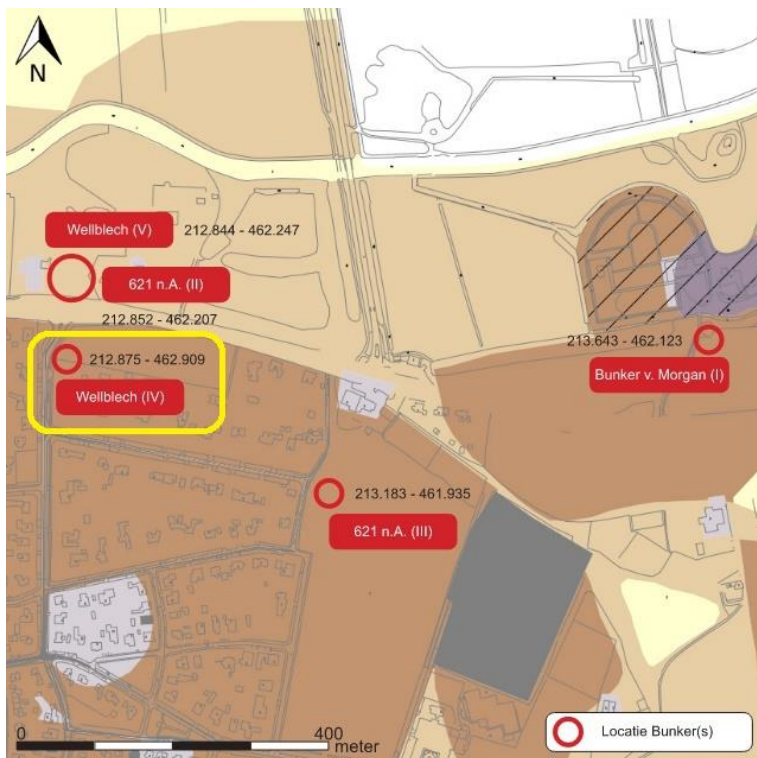 N
Wellblech (V) 212.844 - 462.247
621 n.A. (II)
212.852 - 462.207
212.875 - 462.909
Wellblech (IV)
213.643 - 462.123
Bunker v. Morgan (I)
213.183 - 461.935
621 n.A. (III)
0 400
meter
Locatie Bunker(s)